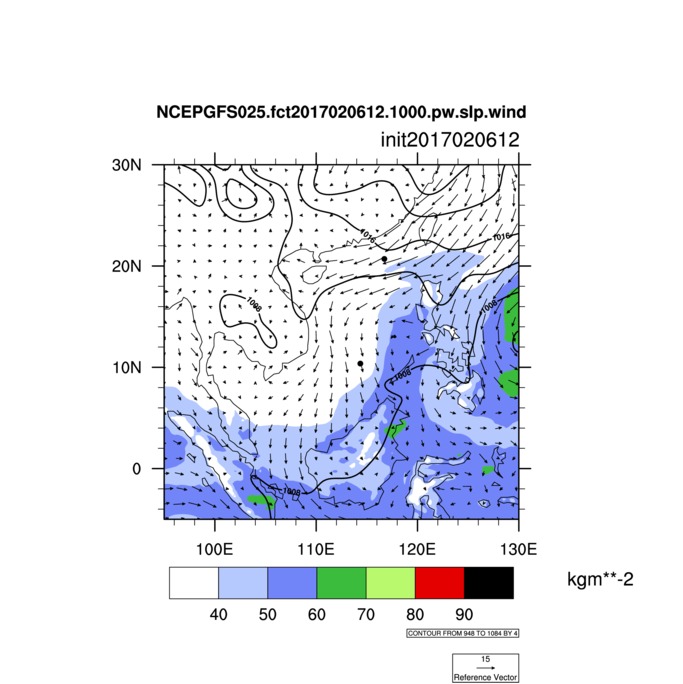 NCEPGFS025.fct2017020612.1000.pw.slp.wind
init2017020612
30N
20N
10N
0
1016
1016
1008
1008
1008
1008
100E
110E
120E
130E
kgm**-2
40 50 60 70 80 90
CONTOUR FROM 948 TO 1084 BY 4
15
Reference Vector